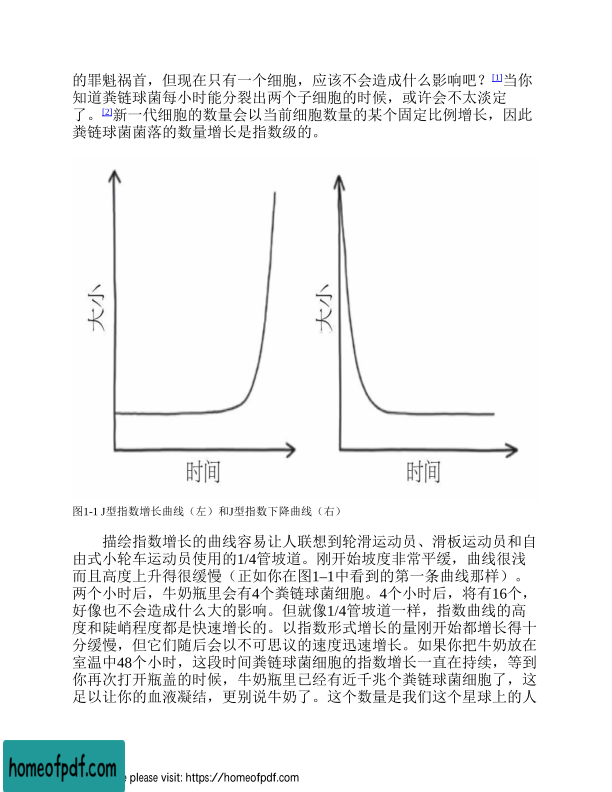 的罪魁祸首，但现在只有一个细胞，应该不会造成什么影响吧？[1]当你
知道粪链球菌每小时能分裂出两个子细胞的时候，或许会不太淡定
了。[2]新一代细胞的数量会以当前细胞数量的某个固定比例增长，因此
粪链球菌菌落的数量增长是指数级的。
大小
时间
大小
时间
图1-1 J型指数增长曲线（左）和J型指数下降曲线（右）
描绘指数增长的曲线容易让人联想到轮滑运动员、滑板运动员和自
由式小轮车运动员使用的1/4管坡道。刚开始坡度非常平缓，曲线很浅
而且高度上升得很缓慢（正如你在图1–1中看到的第一条曲线那样）。
两个小时后，牛奶瓶里会有4个粪链球菌细胞。4个小时后，将有16个，
好像也不会造成什么大的影响。但就像1/4管坡道一样，指数曲线的高
度和陡峭程度都是快速增长的。以指数形式增长的量刚开始都增长得十
分缓慢，但它们随后会以不可思议的速度迅速增长。如果你把牛奶放在
室温中48个小时，这段时间粪链球菌细胞的指数增长一直在持续，等到
你再次打开瓶盖的时候，牛奶瓶里已经有近千兆个粪链球菌细胞了，这
足以让你的血液凝结，更别说牛奶了。这个数量是我们这个星球上的人
homeofpdf.com
please visit: https://homeofpdf.com